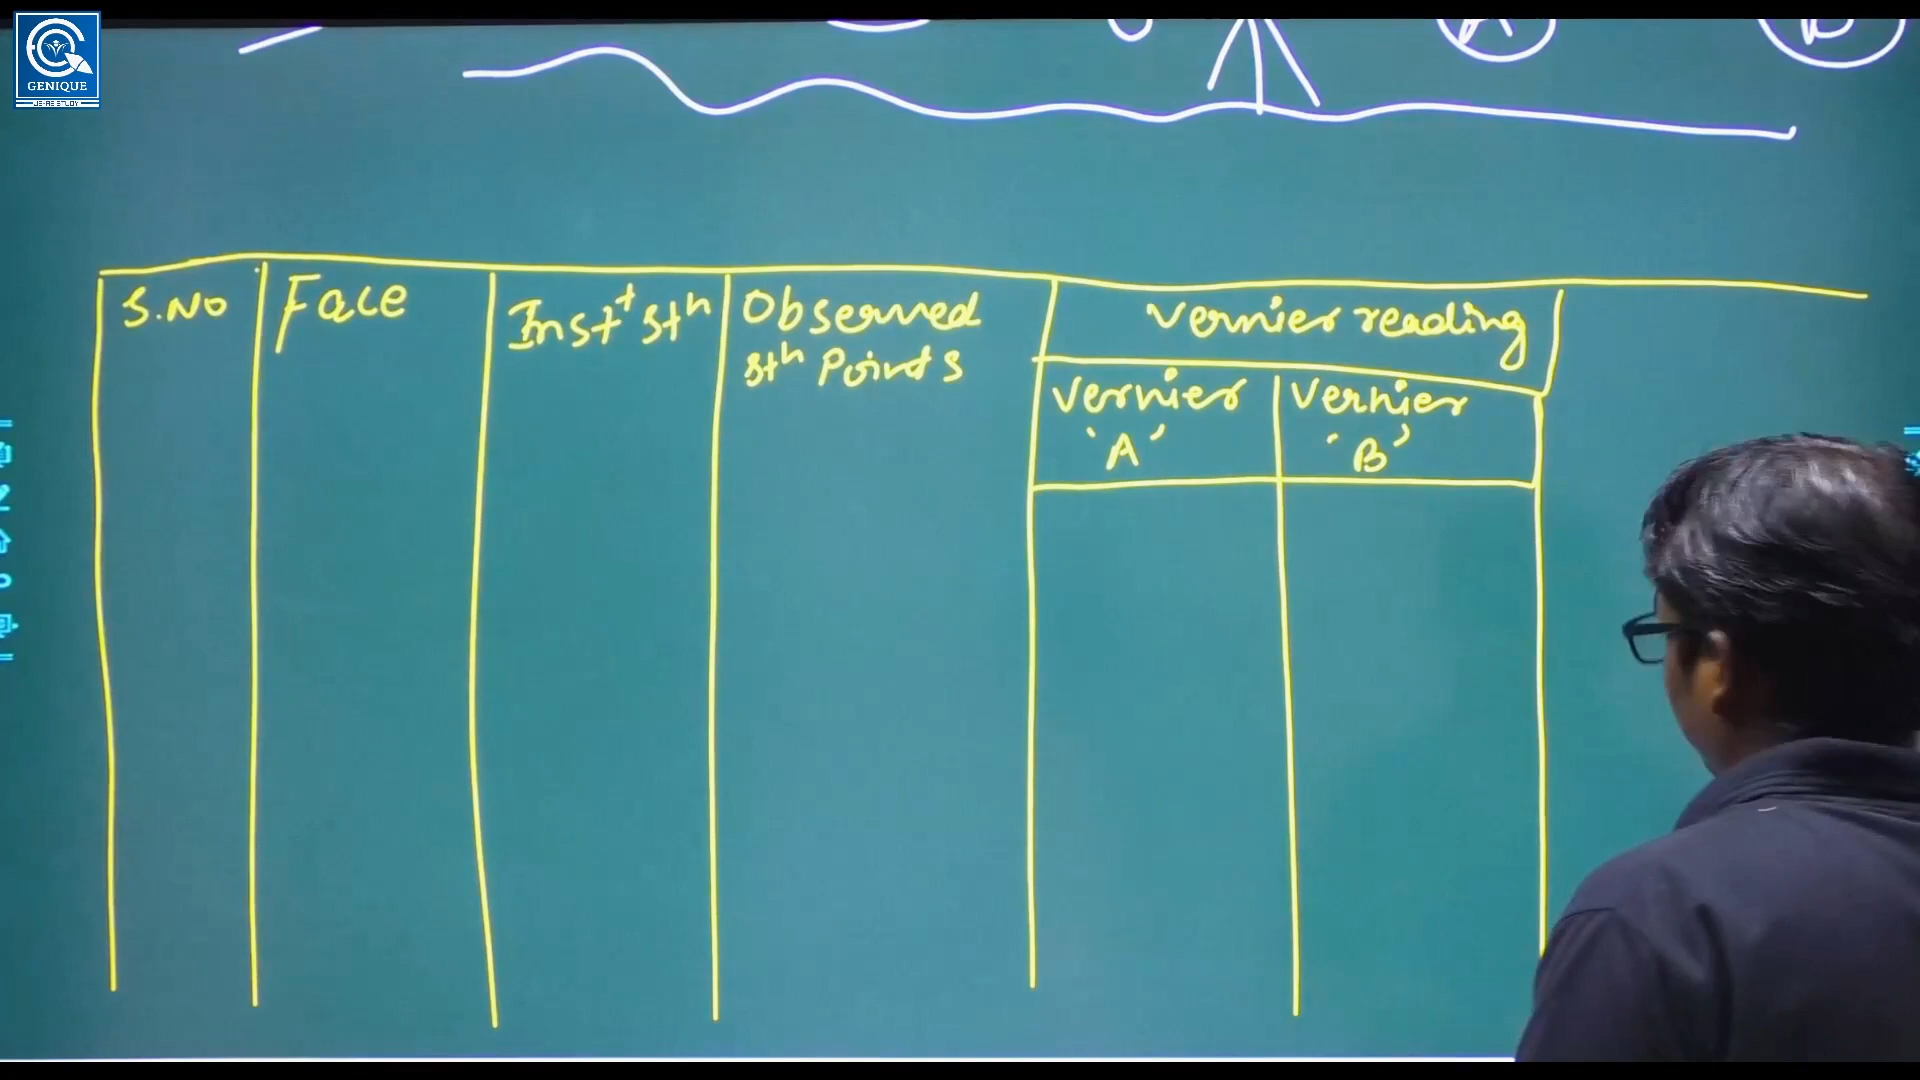 GENIQUE
A
S.NO
Face
Inst^t st^n
Observed
st^n Points
Vernier reading
Vernier
'A'
Vernier
'B'